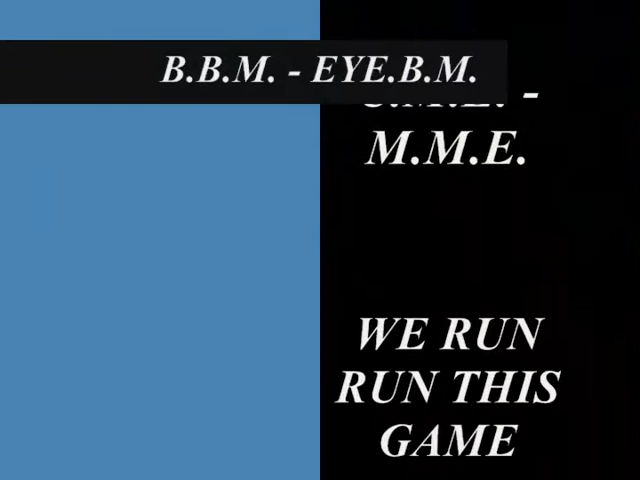 B.B.M. - EYE.B.M.
M.M.E.
WE RUN
RUN THIS
GAME